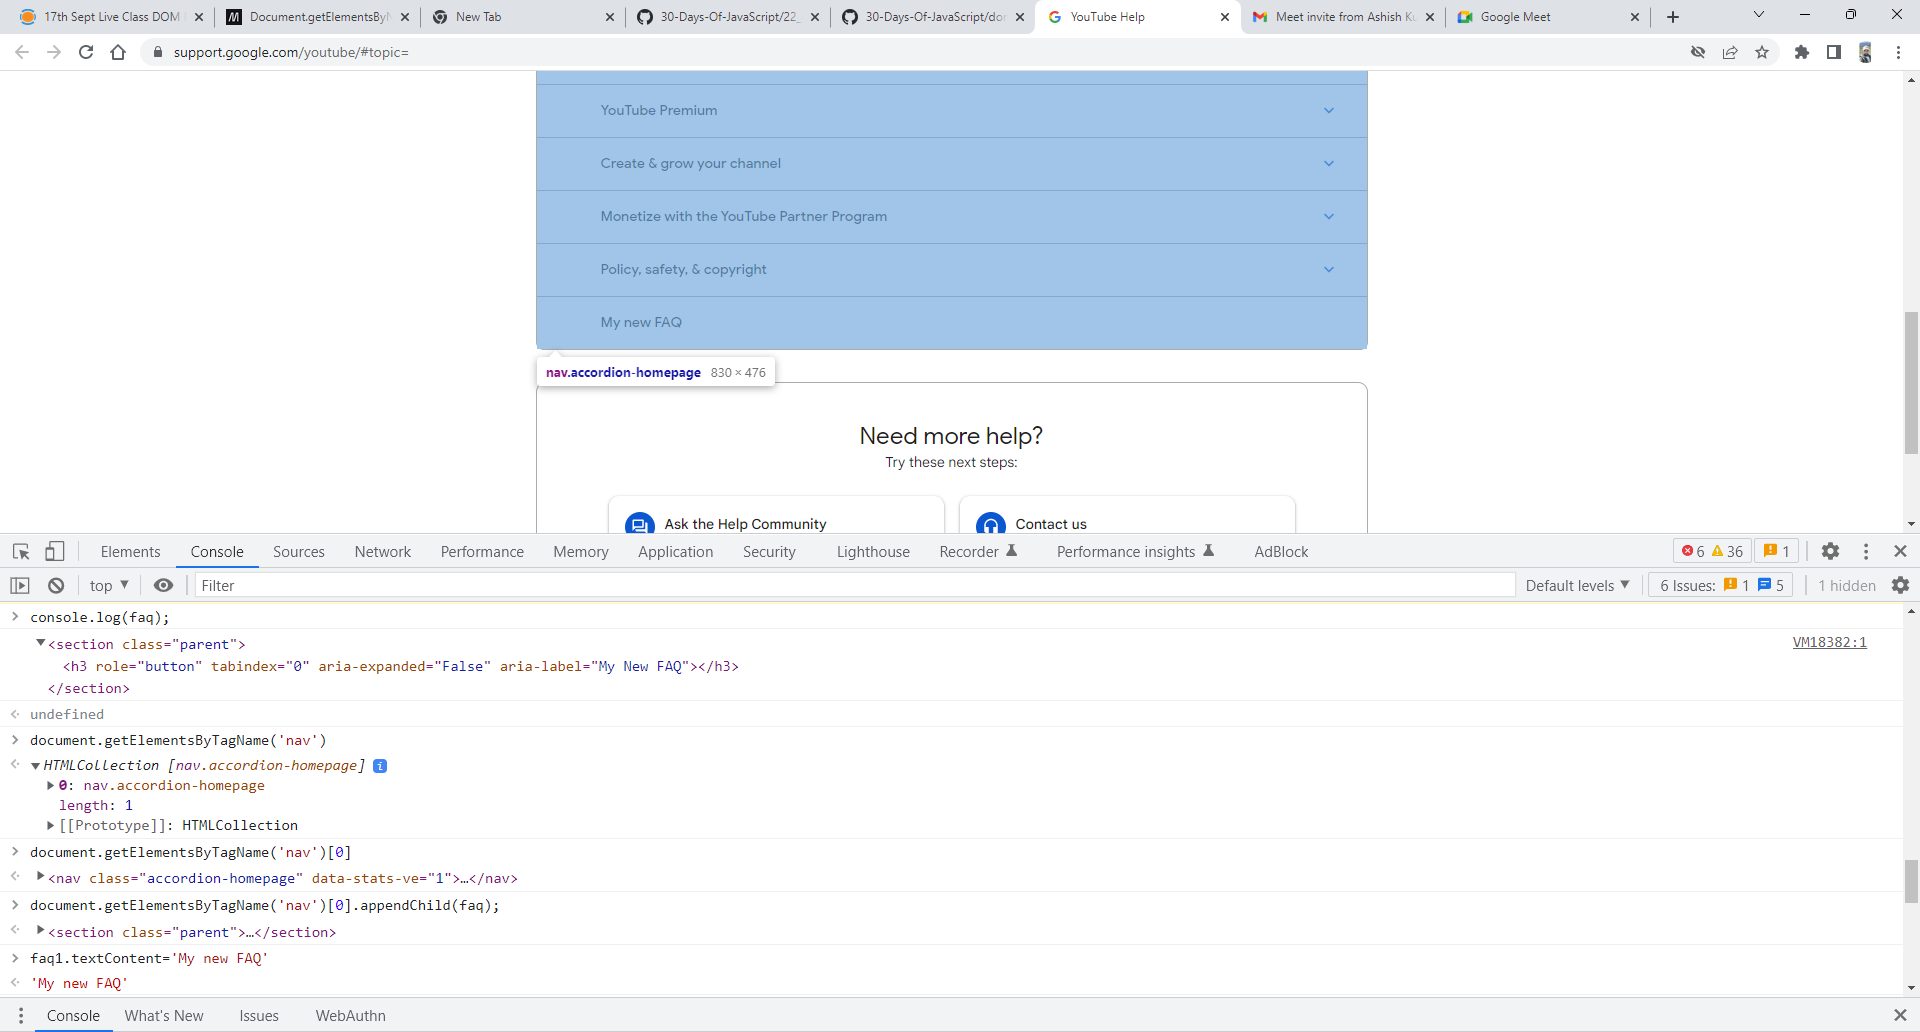 17th Sept Live Class DOM
Document.getElementsBy
New Tab
30-Days-Of-JavaScript/22_
30-Days-Of-JavaScript/do
YouTube Help
Meet invite from Ashish K
Google Meet
support.google.com/youtube/#topic=
YouTube Premium
Create & grow your channel
Monetize with the YouTube Partner Program
Policy, safety, & copyright
My new FAQ
nav.accordion-homepage 830 × 476
Need more help?
Try these next steps:
Ask the Help Community
Contact us
Elements Console Sources Network Performance Memory Application Security Lighthouse Recorder Performance insights AdBlock 6 36 1
top Filter Default levels 6 Issues: 1 5 1 hidden
console.log(faq);
<section class="parent"> VM18382:1
<h3 role="button" tabindex="0" aria-expanded="False" aria-label="My New FAQ"></h3>
</section>
undefined
document.getElementsByTagName('nav')
HTMLCollection [nav.accordion-homepage] i
0: nav.accordion-homepage
length: 1
[[Prototype]]: HTMLCollection
document.getElementsByTagName('nav')[0]
<nav class="accordion-homepage" data-stats-ve="1">…</nav>
document.getElementsByTagName('nav')[0].appendChild(faq);
<section class="parent">…</section>
faq1.textContent='My new FAQ'
'My new FAQ'
Console What's New Issues WebAuthn